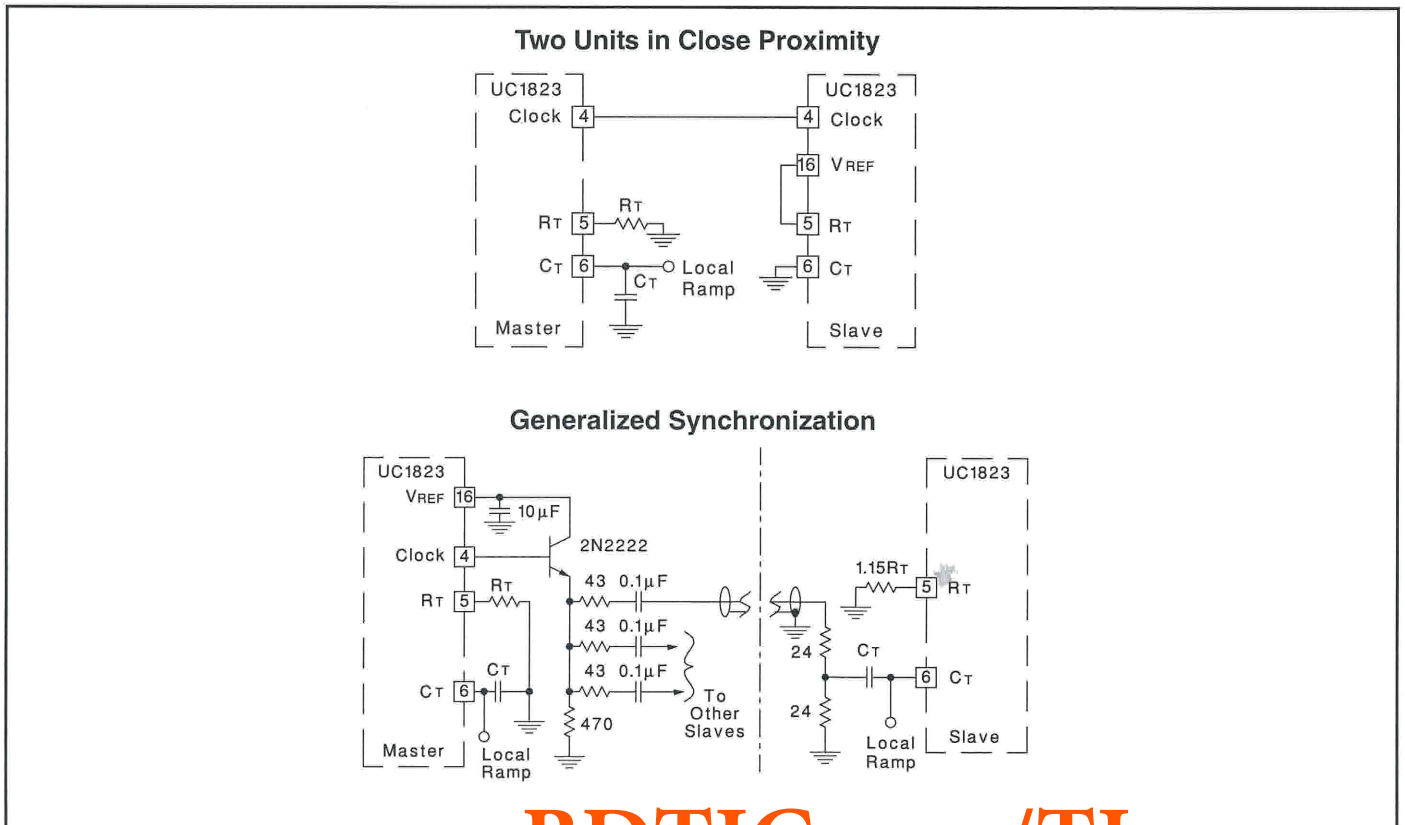 Two Units in Close Proximity
UC1823
UC1823
Clock 4
4 Clock
16 VREF
RT 5 RT
5 RT
CT 6 CT Local
Ramp
6 CT
Master
Slave
Generalized Synchronization
UC1823
UC1823
VREF 16
10µF
Clock 4
2N2222
RT 5 RT
43 0.1µF
1.15RT
5 RT
43 0.1µF
24
CT
CT 6 CT
43 0.1µF
6 CT
To
Other
Slaves
470
24
Master
Local
Ramp
Local
Ramp
Slave